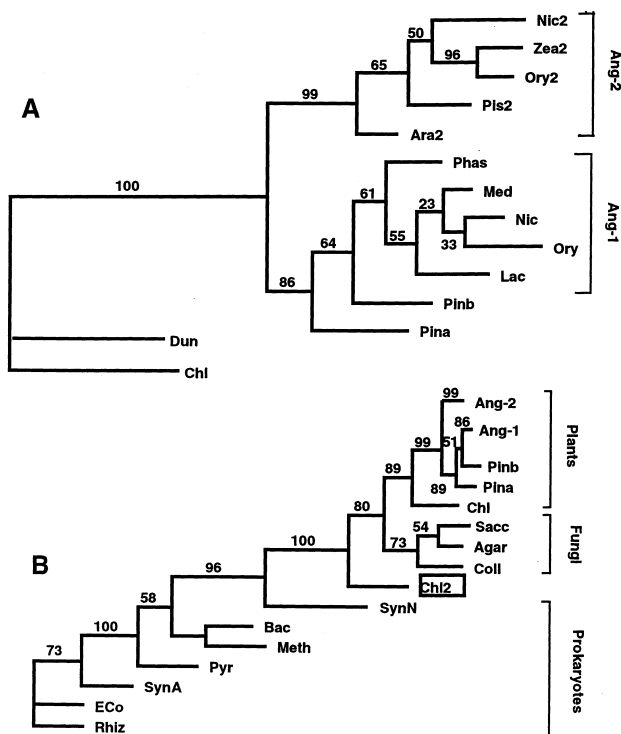 Nic2
50
Zea2
96
Ory2
65
Pis2
99
Ara2
Ang-2
A
Phas
61
Med
23
Nic
33
Ory
55
Lac
64
Pinb
86
Pina
Ang-1
100
Dun
Chl
99
Ang-2
86
Ang-1
51
99
Pinb
89
Pina
89
Chl
Plants
80
54
Sacc
Agar
73
Coll
Fungi
100
Chl2
B
96
SynN
58
Bac
Meth
100
Pyr
73
SynA
ECo
Rhiz
Prokaryotes